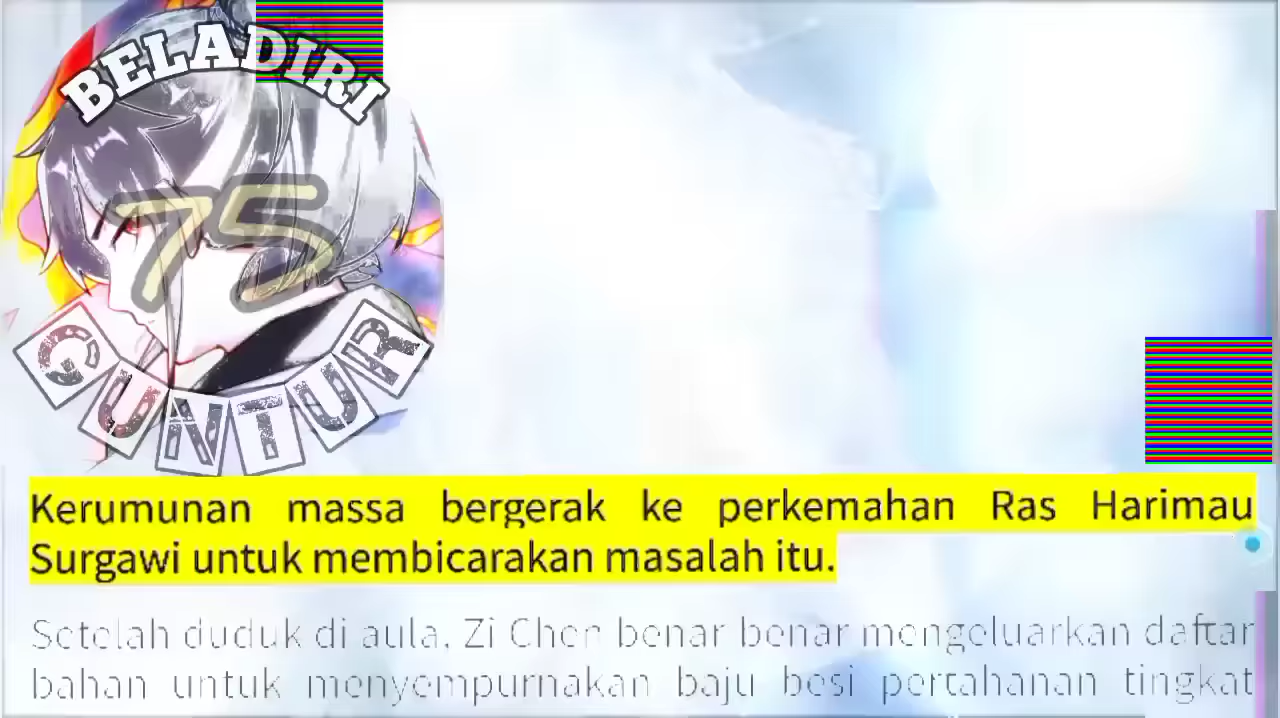 BELADIRI
75
GUNTUR
Kerumunan massa bergerak ke perkemahan Ras Harimau
Surgawi untuk membicarakan masalah itu.
Setelah duduk di aula, Zi Chen benar benar mengeluarkan daftar
bahan untuk menyempurnakan baju besi pertahanan tingkat